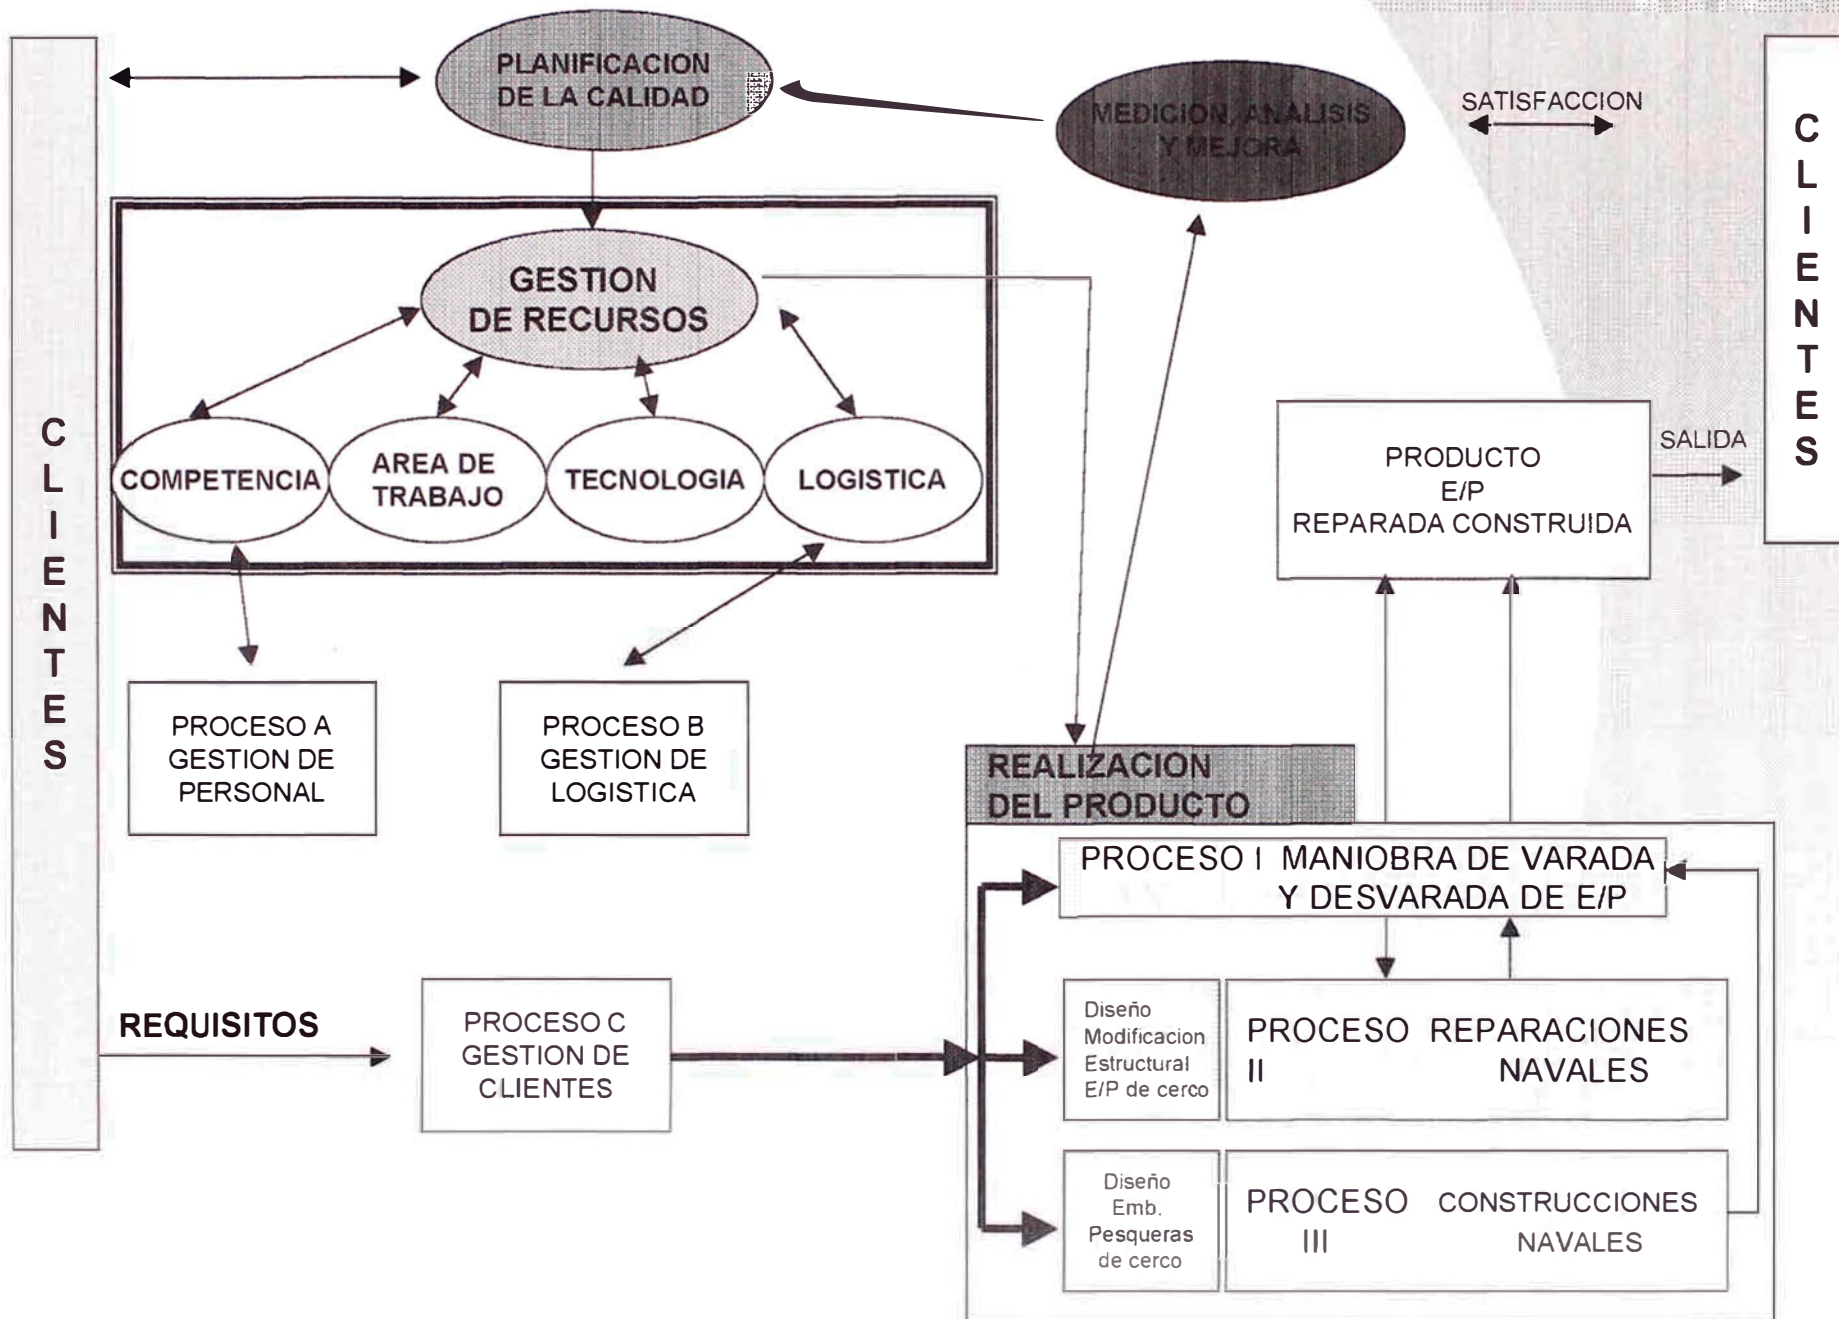 PLANIFICACION
DE LA CALIDAD
MEDICION, ANALISIS
Y MEJORA
SATISFACCION
CLIENTES
GESTION
DE RECURSOS
COMPETENCIA
AREA DE
TRABAJO
TECNOLOGIA
LOGISTICA
CLIENTES
PRODUCTO
E/P
REPARADA CONSTRUIDA
SALIDA
PROCESO A
GESTION DE
PERSONAL
PROCESO B
GESTION DE
LOGISTICA
REALIZACION
DEL PRODUCTO
PROCESO I MANIOBRA DE VARADA
Y DESVARADA DE E/P
REQUISITOS
PROCESO C
GESTION DE
CLIENTES
Diseño
Modificacion
Estructural
E/P de cerco
PROCESO REPARACIONES
II NAVALES
Diseño
Emb.
Pesqueras
de cerco
PROCESO CONSTRUCCIONES
III NAVALES